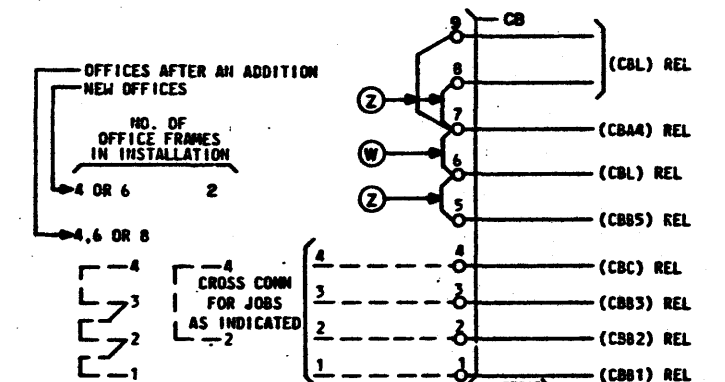 9
CB
8
(CBL) REL
OFFICES AFTER AN ADDITION
NEW OFFICES
Z
7
(CBA4) REL
NO. OF
OFFICE FRAMES
IN INSTALLATION
W
6
(CBL) REL
4 OR 6 2
Z
5
(CBB5) REL
4,6 OR 8
4 4 4 4 (CBC) REL
CROSS CONN
FOR JOBS
AS INDICATED
3 3 3 (CBB3) REL
2 2 2 2 (CBB2) REL
1 1 1 (CBB1) REL